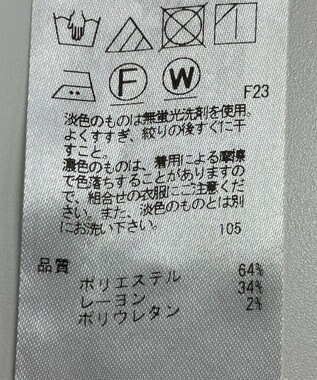 F
W
F23
淡色のものは無蛍光洗剤を使用。
よくすすぎ、絞りの後すぐに干
すこと。
濃色のものは、着用による摩擦
で色落ちすることがありますの
で、組合せの衣服にご注意くだ
さい。また、淡色のものとは別
にお洗い下さい。
105
品質
ポリエステル 64%
レーヨン 34%
ポリウレタン 2%